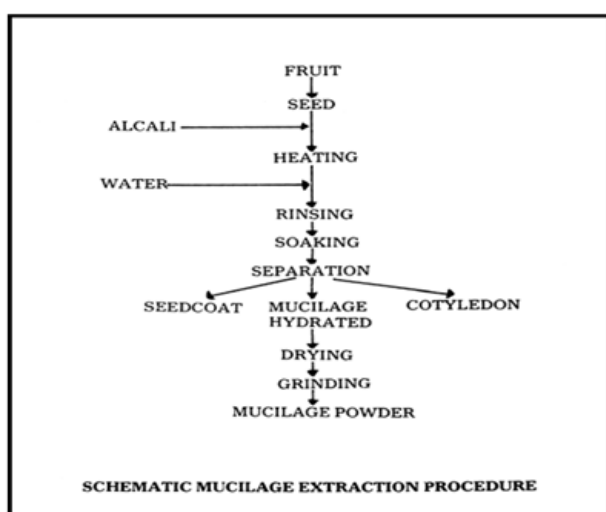 FRUIT
SEED
ALCALI
HEATING
WATER
RINSING
SOAKING
SEPARATION
SEEDCOAT MUCILAGE COTYLEDON
HYDRATED
DRYING
GRINDING
MUCILAGE POWDER
SCHEMATIC MUCILAGE EXTRACTION PROCEDURE